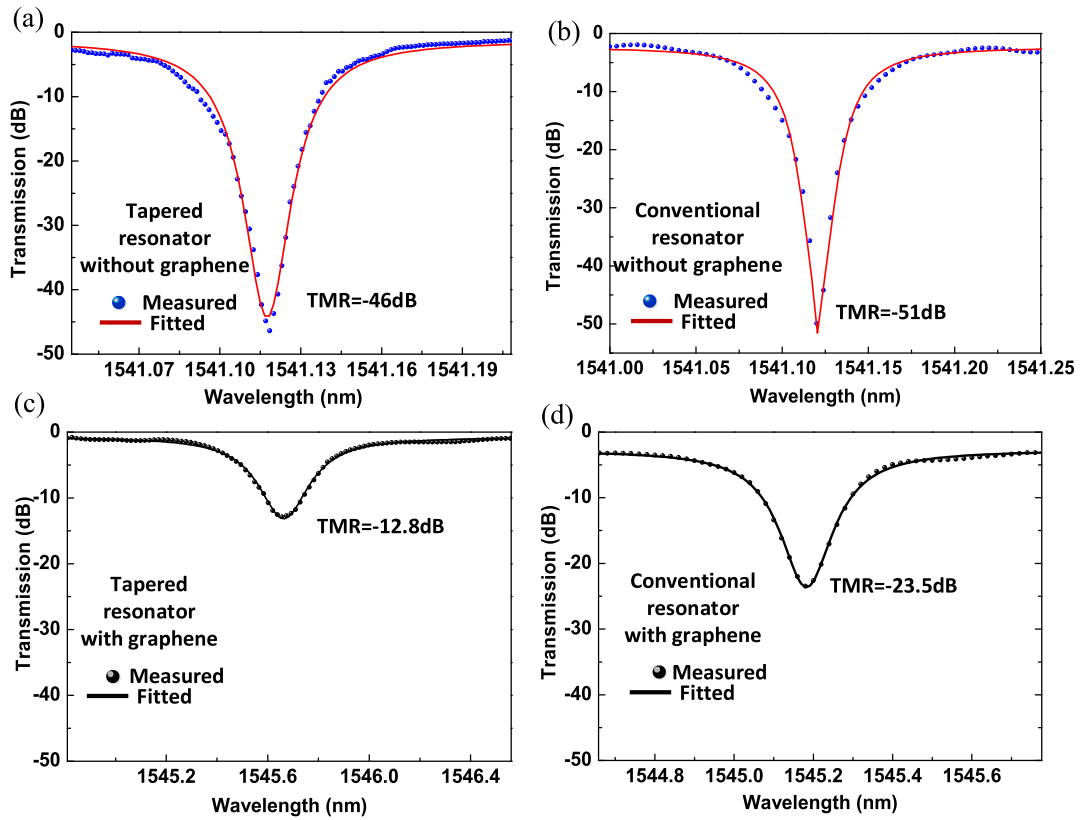 (a)
0
-10
-20
-30
-40
-50
Transmission (dB)
Tapered
resonator
without graphene
Measured
Fitted
TMR=-46dB
1541.07 1541.10 1541.13 1541.16 1541.19
Wavelength (nm)
(b)
0
-10
-20
-30
-40
-50
Transmission (dB)
Conventional
resonator
without graphene
Measured
Fitted
TMR=-51dB
1541.00 1541.05 1541.10 1541.15 1541.20 1541.25
Wavelength (nm)
(c)
0
-10
-20
-30
-40
-50
Transmission (dB)
TMR=-12.8dB
Tapered
resonator
with graphene
Measured
Fitted
1545.2 1545.6 1546.0 1546.4
Wavelength (nm)
(d)
0
-10
-20
-30
-40
-50
Transmission (dB)
TMR=-23.5dB
Conventional
resonator
with graphene
Measured
Fitted
1544.8 1545.0 1545.2 1545.4 1545.6
Wavelength (nm)